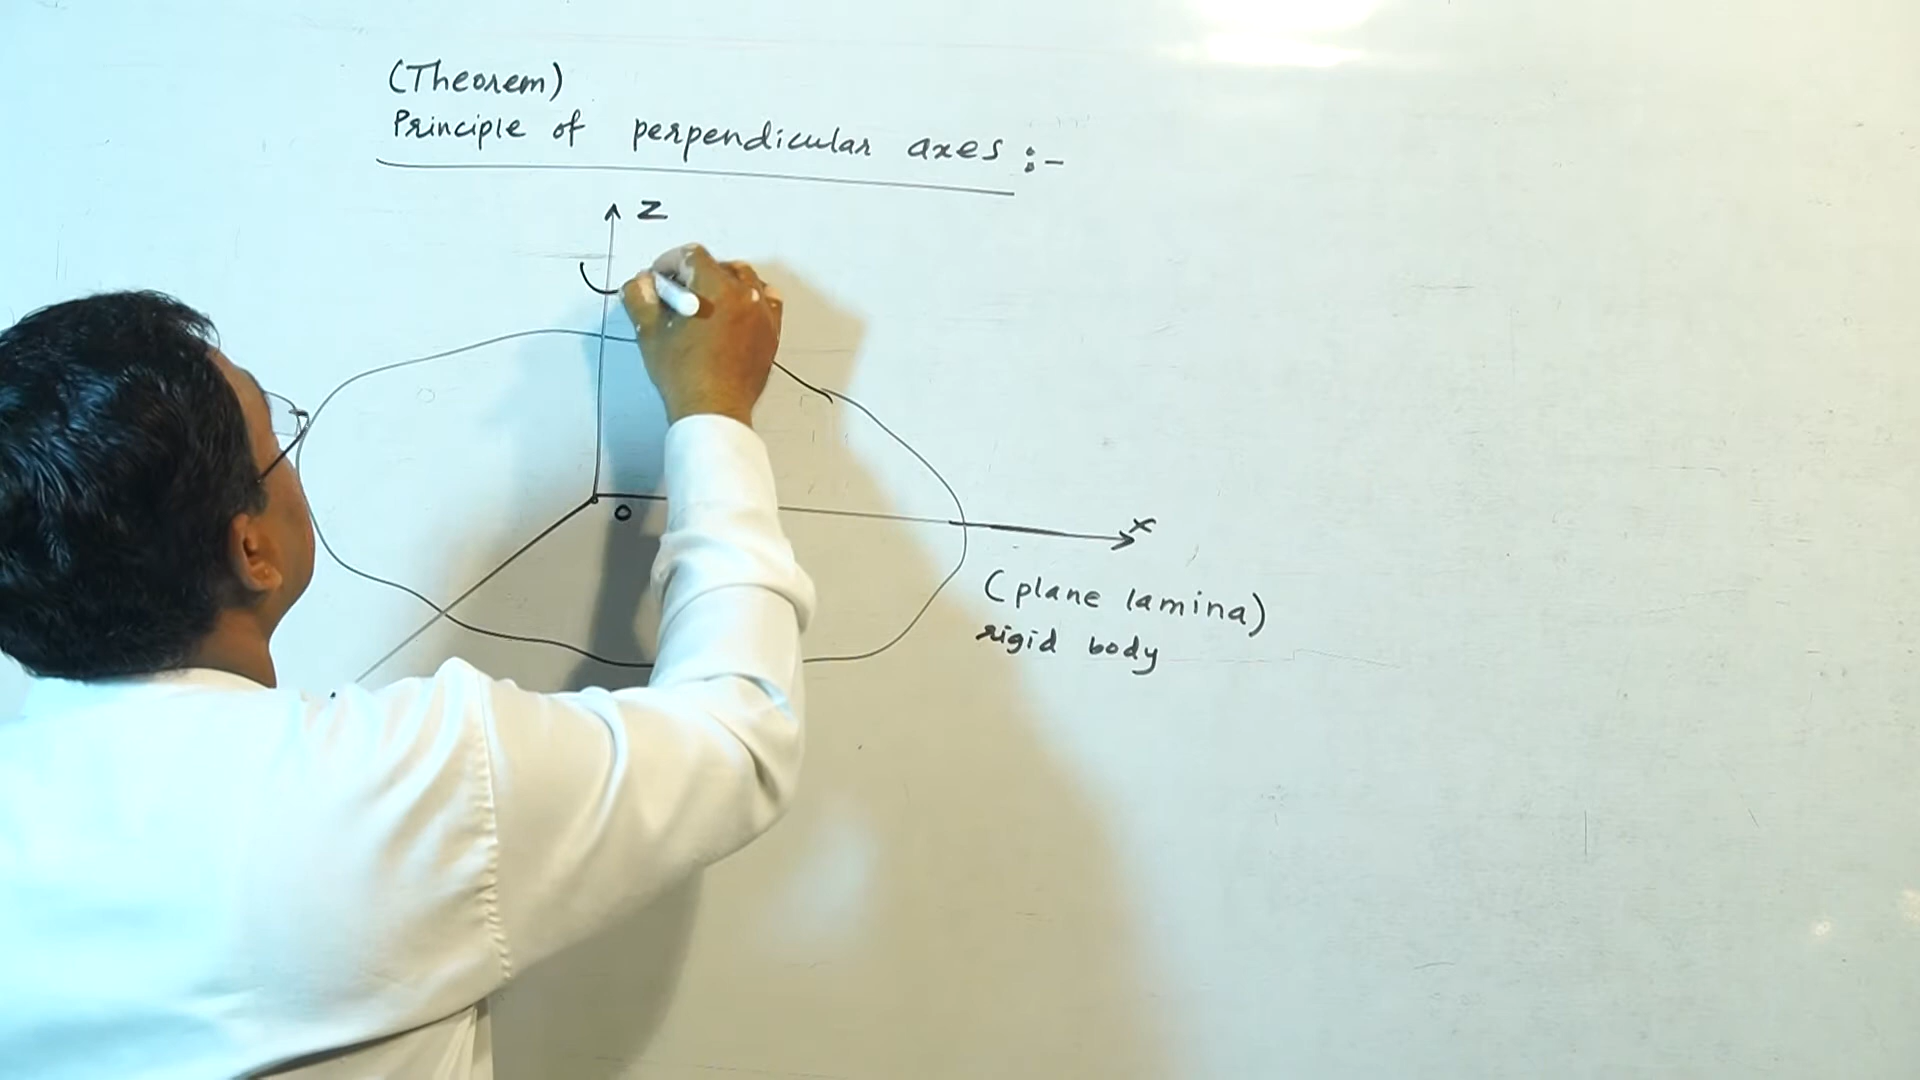 (Theorem)
Principle of perpendicular axes :-
Z
O
x
(plane lamina)
rigid body